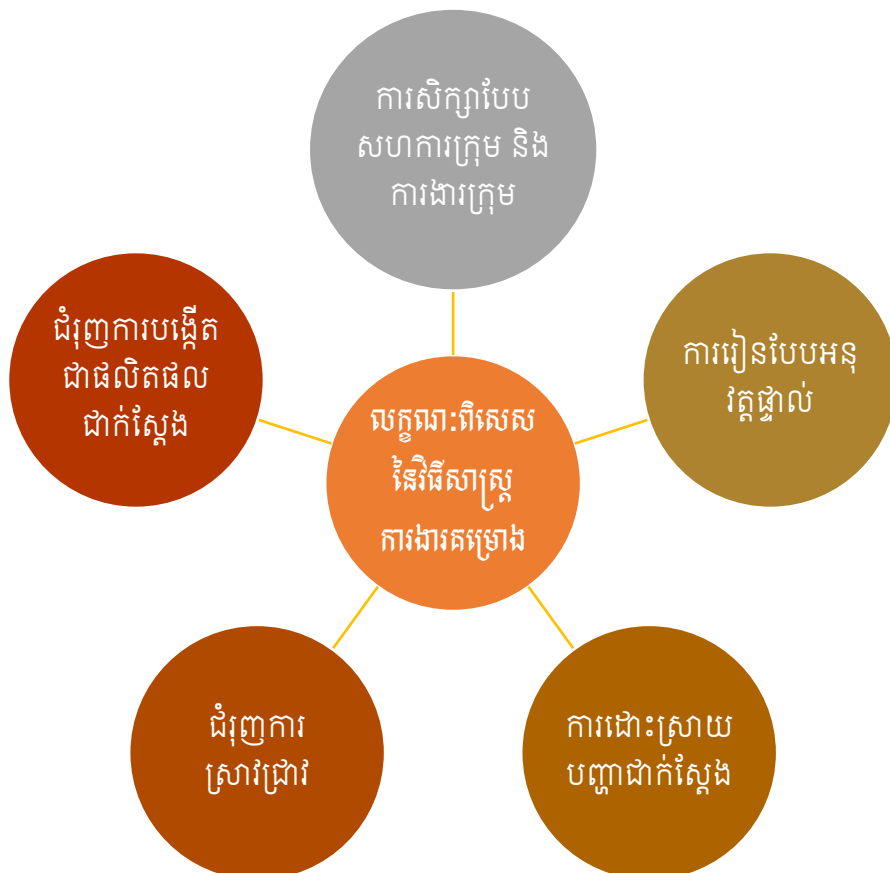 ការសិក្សាបែប
សហការក្រុម និង
ការងារក្រុម
ជំរុញការបង្កើត
ជាផលិតផល
ជាក់ស្តែង
ការរៀនបែបអនុ
វត្តផ្ទាល់
លក្ខណៈពិសេស
នៃវិធីសាស្ត្រ
ការងារគម្រោង
ជំរុញការ
ស្រាវជ្រាវ
ការដោះស្រាយ
បញ្ហាជាក់ស្តែង